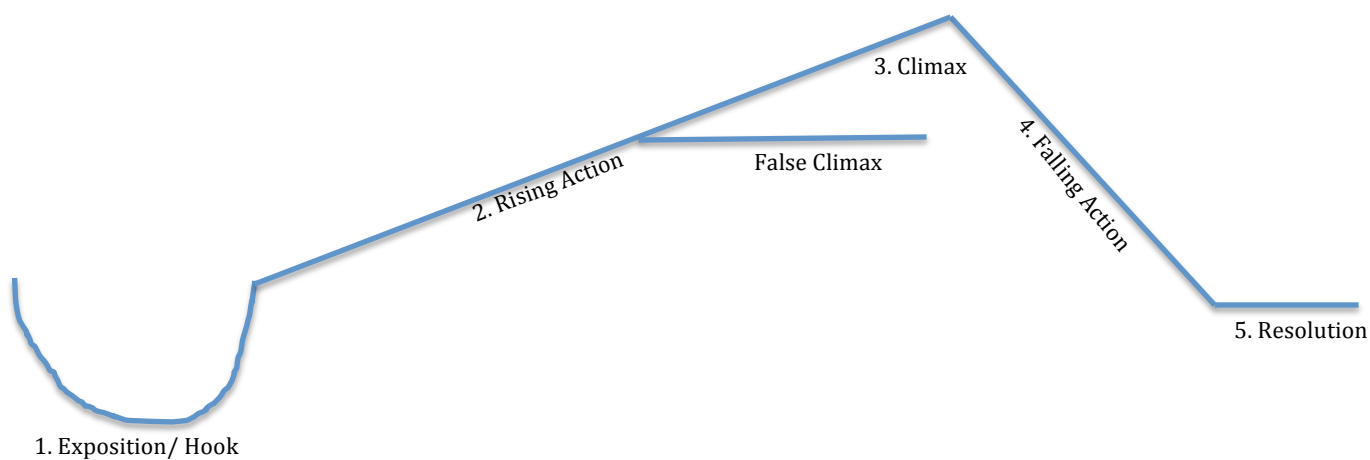 1. Exposition/ Hook
2. Rising Action
False Climax
3. Climax
4. Falling Action
5. Resolution